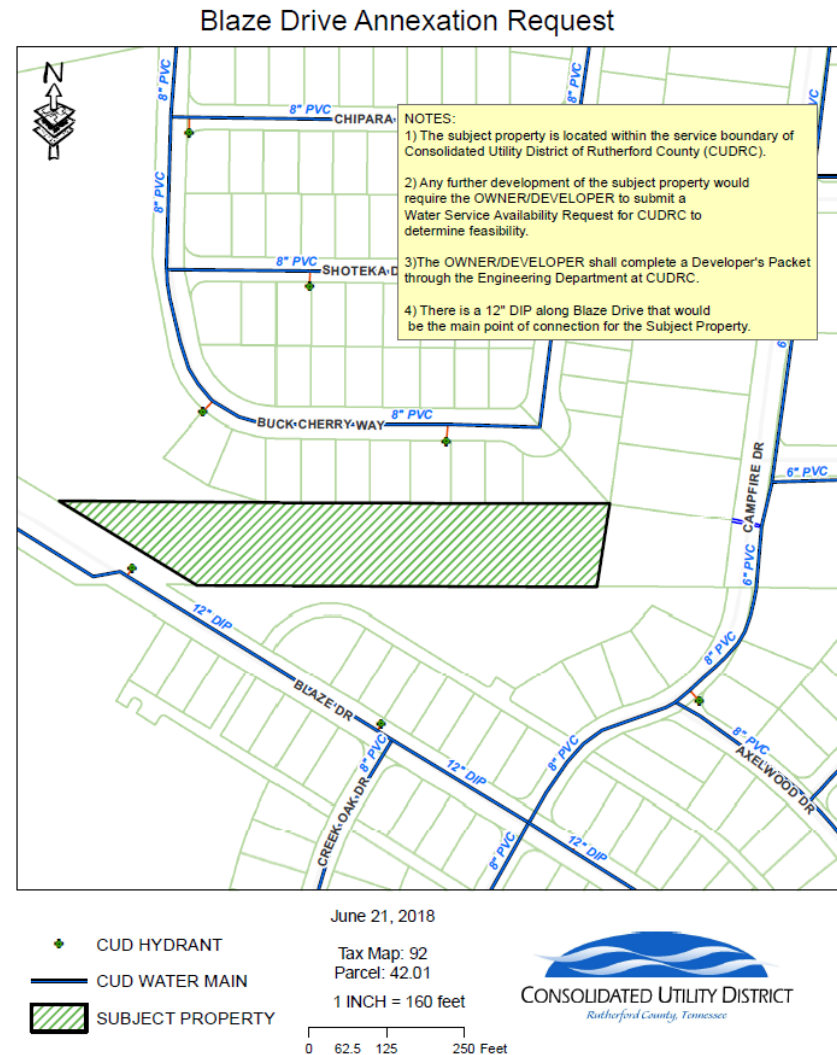 Blaze Drive Annexation Request
N
8" PVC
8" PVC
8" PVC
CHIPARA
NOTES:
1) The subject property is located within the service boundary of
Consolidated Utility District of Rutherford County (CUDRC).
2) Any further development of the subject property would
require the OWNER/DEVELOPER to submit a
Water Service Availability Request for CUDRC to
determine feasibility.
3)The OWNER/DEVELOPER shall complete a Developer's Packet
through the Engineering Department at CUDRC.
4) There is a 12" DIP along Blaze Drive that would
be the main point of connection for the Subject Property.
VC
8" PVC
8" PVC
SHOTEKA D
6
8" PVC
BUCK CHERRY WAY
CAMPFIRE DR
6" PVC
6" PVC
12" DIP
8" PVC
BLAZE DR
8" PVC
8" PVC
8" PVC
AXELWOOD DR
12" DIP
CREEK OAK DR
8" PVC
12" DIP
June 21, 2018
CUD HYDRANT
CUD WATER MAIN
SUBJECT PROPERTY
Tax Map: 92
Parcel: 42.01
1 INCH = 160 feet
0 62.5 125 250 Feet
CONSOLIDATED UTILITY DISTRICT
Rutherford County, Tennessee